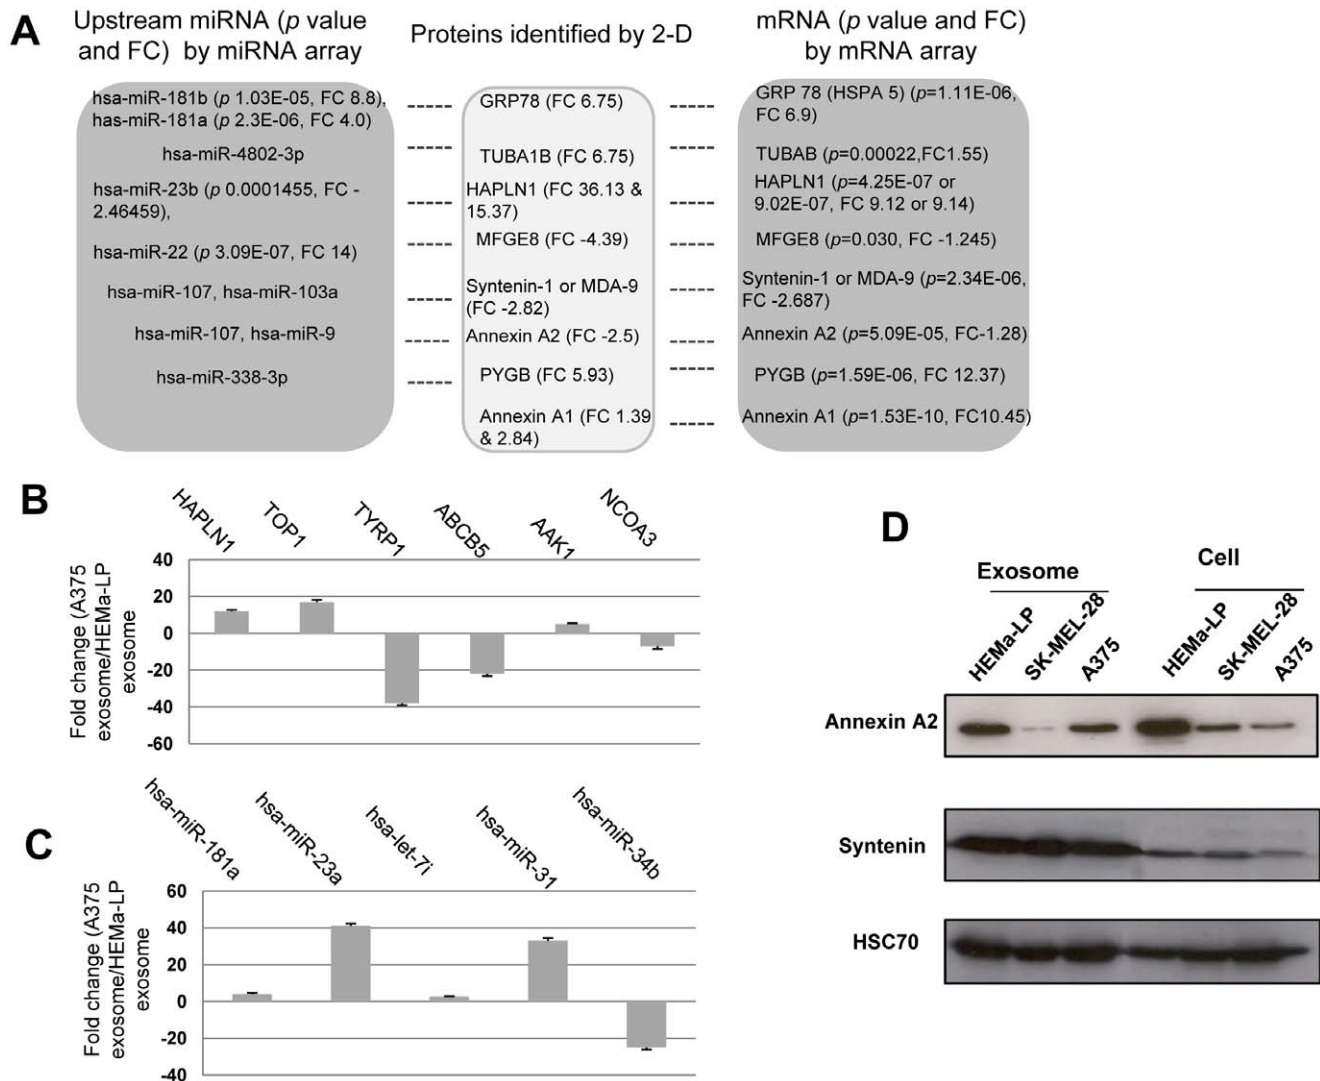 A
Upstream miRNA (p value
and FC) by miRNA array
Proteins identified by 2-D
mRNA (p value and FC)
by mRNA array
hsa-miR-181b (p 1.03E-05, FC 8.8),
has-miR-181a (p 2.3E-06, FC 4.0)
hsa-miR-4802-3p
hsa-miR-23b (p 0.0001455, FC -
2.46459),
hsa-miR-22 (p 3.09E-07, FC 14)
hsa-miR-107, hsa-miR-103a
hsa-miR-107, hsa-miR-9
hsa-miR-338-3p
GRP78 (FC 6.75)
TUBA1B (FC 6.75)
HAPLN1 (FC 36.13 &
15.37)
MFGE8 (FC -4.39)
Syntenin-1 or MDA-9
(FC -2.82)
Annexin A2 (FC -2.5)
PYGB (FC 5.93)
Annexin A1 (FC 1.39
& 2.84)
GRP 78 (HSPA 5) (p=1.11E-06,
FC 6.9)
TUBAB (p=0.00022,FC1.55)
HAPLN1 (p=4.25E-07 or
9.02E-07, FC 9.12 or 9.14)
MFGE8 (p=0.030, FC -1.245)
Syntenin-1 or MDA-9 (p=2.34E-06,
FC -2.687)
Annexin A2 (p=5.09E-05, FC-1.28)
PYGB (p=1.59E-06, FC 12.37)
Annexin A1 (p=1.53E-10, FC10.45)
B
HAPLN1
TOP1
TYRP1
ABCB5
AAK1
NCOA3
Fold change (A375
exosome/HEMa-LP
exosome
40
20
0
-20
-40
-60
C
hsa-miR-181a
hsa-miR-23a
hsa-let-7i
hsa-miR-31
hsa-miR-34b
Fold change (A375
exosome/HEMa-LP
exosome
60
40
20
0
-20
-40
D
Exosome
Cell
HEMa-LP
SK-MEL-28
A375
HEMa-LP
SK-MEL-28
A375
Annexin A2
Syntenin
HSC70